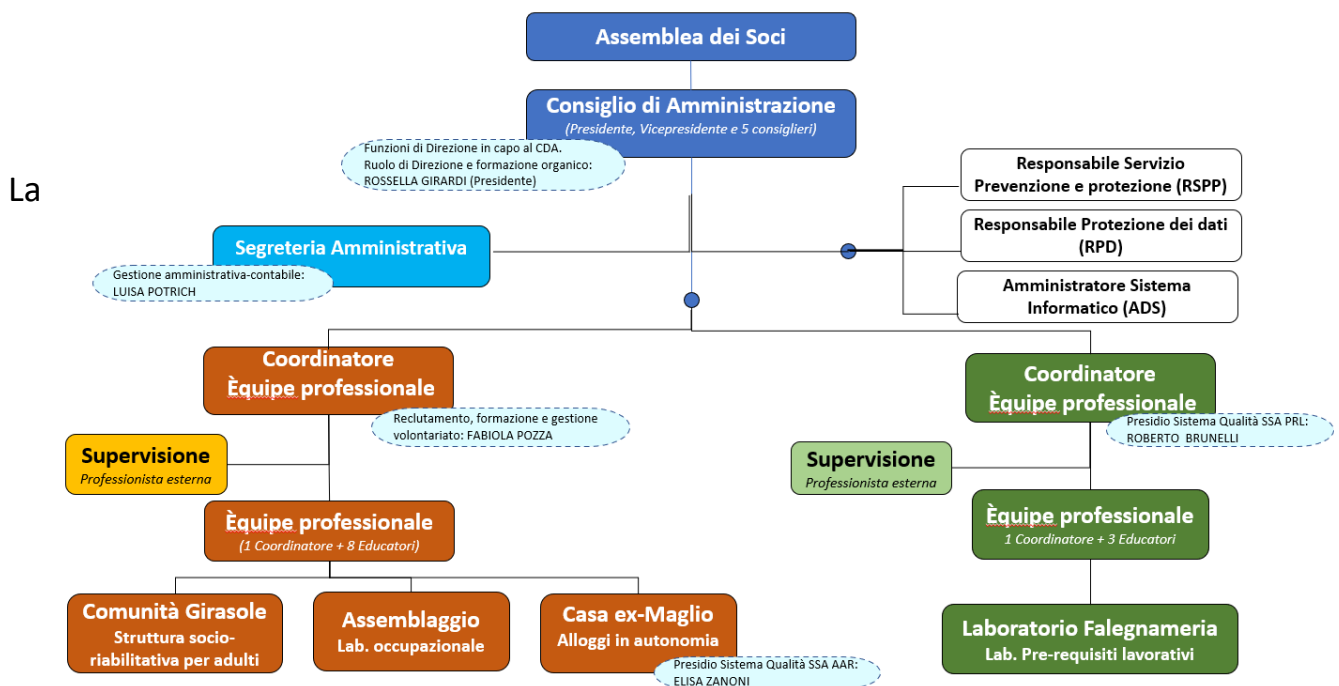 Assemblea dei Soci
Consiglio di Amministrazione
(Presidente, Vicepresidente e 5 consiglieri)
Funzioni di Direzione in capo al CDA.
Ruolo di Direzione e formazione organico:
ROSSELLA GIRARDI (Presidente)
La
Responsabile Servizio
Prevenzione e protezione (RSPP)
Responsabile Protezione dei dati
(RPD)
Amministratore Sistema
Informatico (ADS)
Segreteria Amministrativa
Gestione amministrativa-contabile:
LUISA POTRICH
Coordinatore
Èquipe professionale
Reclutamento, formazione e gestione
volontariato: FABIOLA POZZA
Supervisione
Professionista esterna
Èquipe professionale
(1 Coordinatore + 8 Educatori)
Comunità Girasole
Struttura socio-
riabilitativa per adulti
Assemblaggio
Lab. occupazionale
Casa ex-Maglio
Alloggi in autonomia
Presidio Sistema Qualità SSA AAR:
ELISA ZANONI
Coordinatore
Èquipe professionale
Presidio Sistema Qualità SSA PRL:
ROBERTO BRUNELLI
Supervisione
Professionista esterna
Èquipe professionale
1 Coordinatore + 3 Educatori
Laboratorio Falegnameria
Lab. Pre-requisiti lavorativi